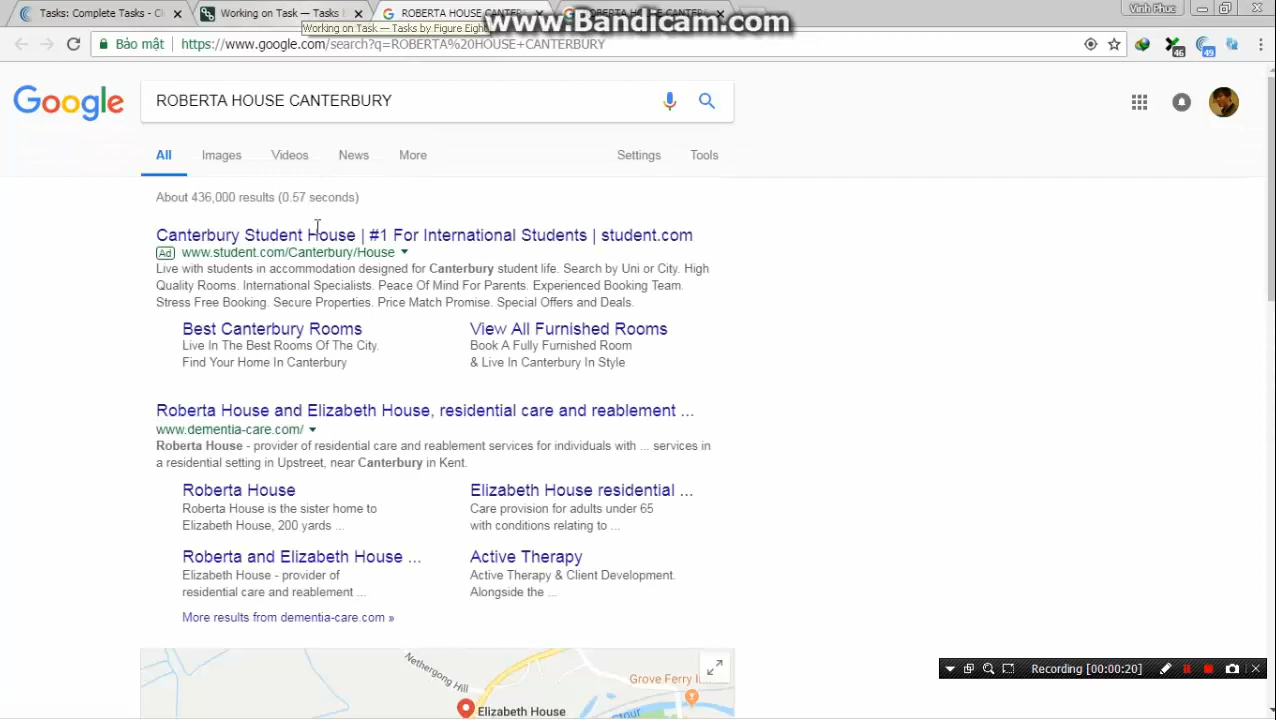 Tasks: Complete Tasks - C
Working on Task — Tasks b
ROBERTA HOUSE CANTERBU
Vinh Phuc
www.Bandicam.com
Working on Task — Tasks by Figure Eight
Bảo mật
https://www.google.com/search?q=ROBERTA%20HOUSE+CANTERBURY
46
49
Google
ROBERTA HOUSE CANTERBURY
All
Images
Videos
News
More
Settings
Tools
About 436,000 results (0.57 seconds)
Canterbury Student House | #1 For International Students | student.com
Ad www.student.com/Canterbury/House
Live with students in accommodation designed for Canterbury student life. Search by Uni or City. High
Quality Rooms. International Specialists. Peace Of Mind For Parents. Experienced Booking Team.
Stress Free Booking. Secure Properties. Price Match Promise. Special Offers and Deals.
Best Canterbury Rooms
Live In The Best Rooms Of The City.
Find Your Home In Canterbury
View All Furnished Rooms
Book A Fully Furnished Room
& Live In Canterbury In Style
Roberta House and Elizabeth House, residential care and reablement ...
www.dementia-care.com/
Roberta House - provider of residential care and reablement services for individuals with ... services in
a residential setting in Upstreet, near Canterbury in Kent.
Roberta House
Roberta House is the sister home to
Elizabeth House, 200 yards ...
Elizabeth House residential ...
Care provision for adults under 65
with conditions relating to ...
Roberta and Elizabeth House ...
Elizabeth House - provider of
residential care and reablement ...
Active Therapy
Active Therapy & Client Development.
Alongside the ...
More results from dementia-care.com »
Nethergong Hill
Grove Ferry
Elizabeth House
Stour
Recording [00:00:20]